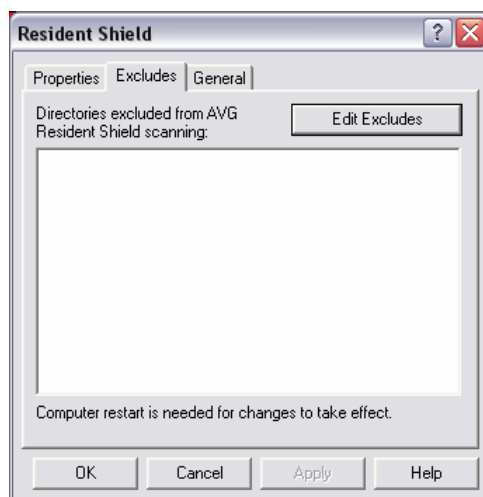 Resident Shield
Properties Excludes General
Directories excluded from AVG
Resident Shield scanning:
Edit Excludes
Computer restart is needed for changes to take effect.
OK Cancel Apply Help